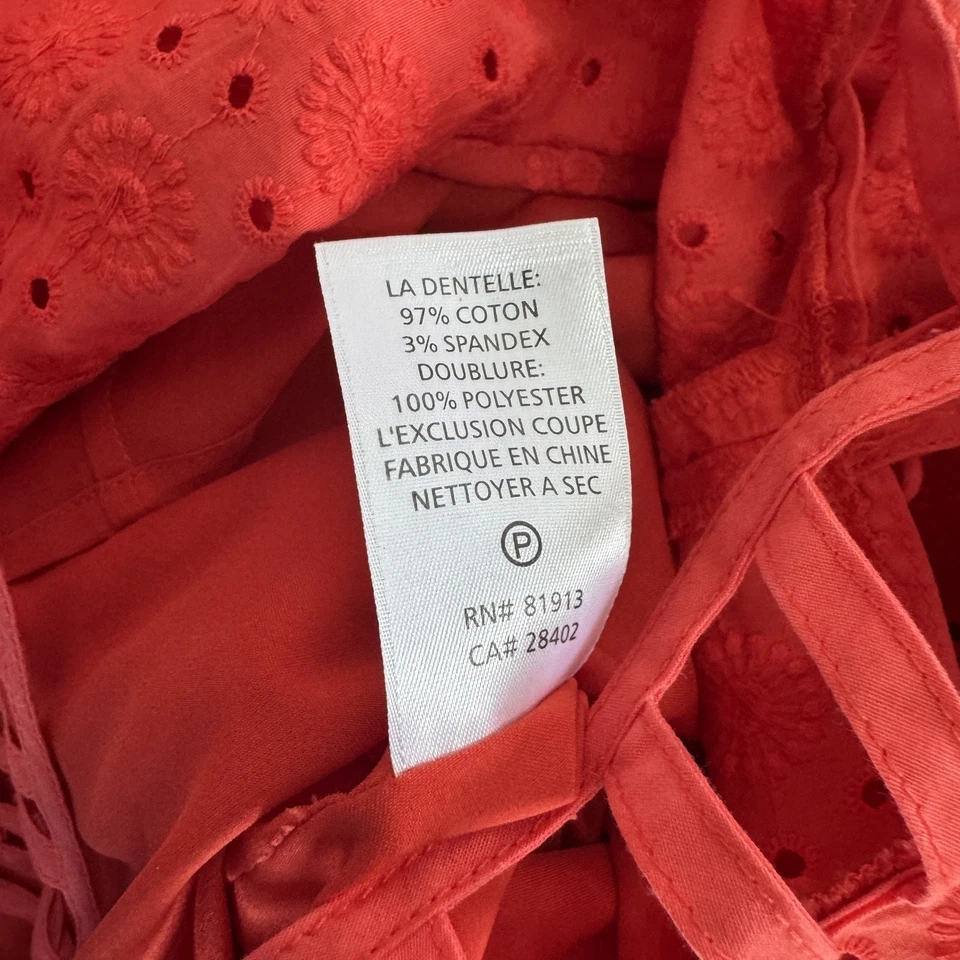 LA DENTELLE:
97% COTON
3% SPANDEX
DOUBLURE:
100% POLYESTER
L'EXCLUSION COUPE
FABRIQUE EN CHINE
NETTOYER A SEC
P
RN# 81913
CA# 28402